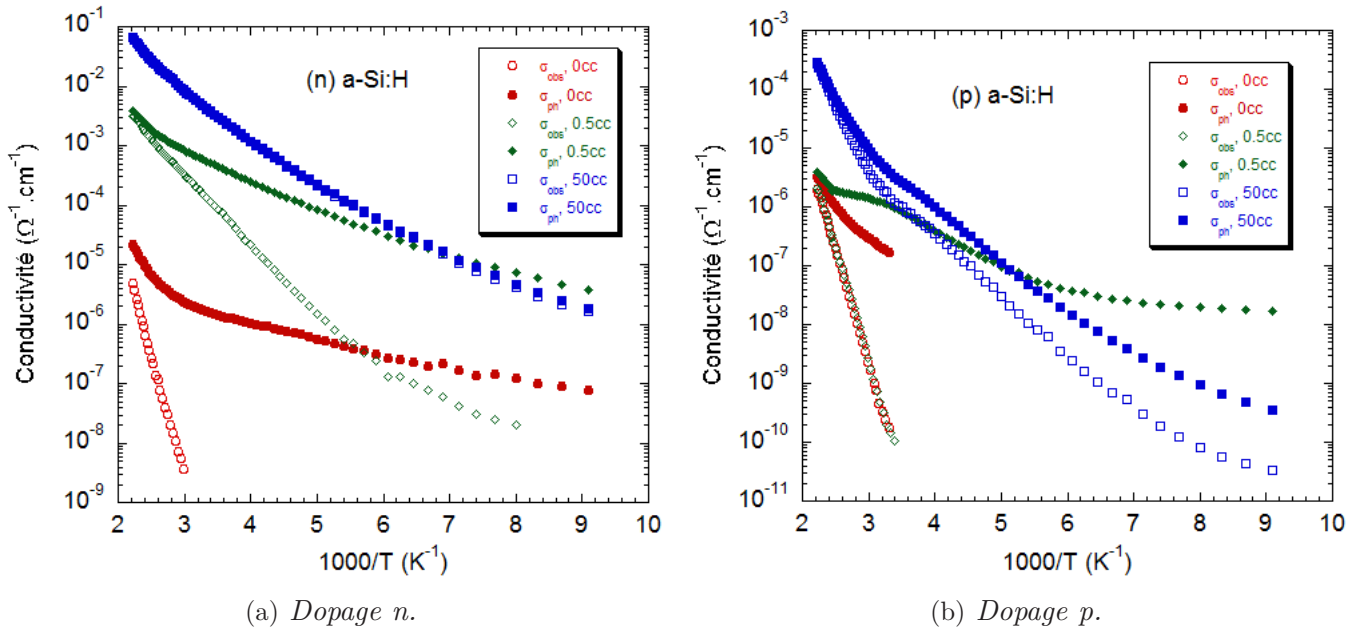 10⁻¹
10⁻²
10⁻³
10⁻⁴
10⁻⁵
10⁻⁶
10⁻⁷
10⁻⁸
10⁻⁹
Conductivité (Ω⁻¹.cm⁻¹)
(n) a-Si:H
σobs, 0cc
σph, 0cc
σobs, 0.5cc
σph, 0.5cc
σobs, 50cc
σph, 50cc
2 3 4 5 6 7 8 9 10
1000/T (K⁻¹)
(a) Dopage n.
10⁻³
10⁻⁴
10⁻⁵
10⁻⁶
10⁻⁷
10⁻⁸
10⁻⁹
10⁻¹⁰
10⁻¹¹
Conductivité (Ω⁻¹.cm⁻¹)
(p) a-Si:H
σobs, 0cc
σph, 0cc
σobs, 0.5cc
σph, 0.5cc
σobs, 50cc
σph, 50cc
2 3 4 5 6 7 8 9 10
1000/T (K⁻¹)
(b) Dopage p.